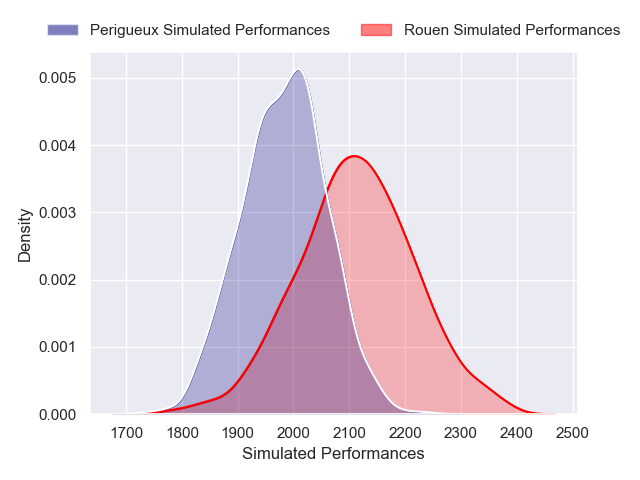 Perigueux Simulated Performances
Rouen Simulated Performances
0.005
0.004
0.003
0.002
0.001
0.000
Density
1700 1800 1900 2000 2100 2200 2300 2400 2500
Simulated Performances